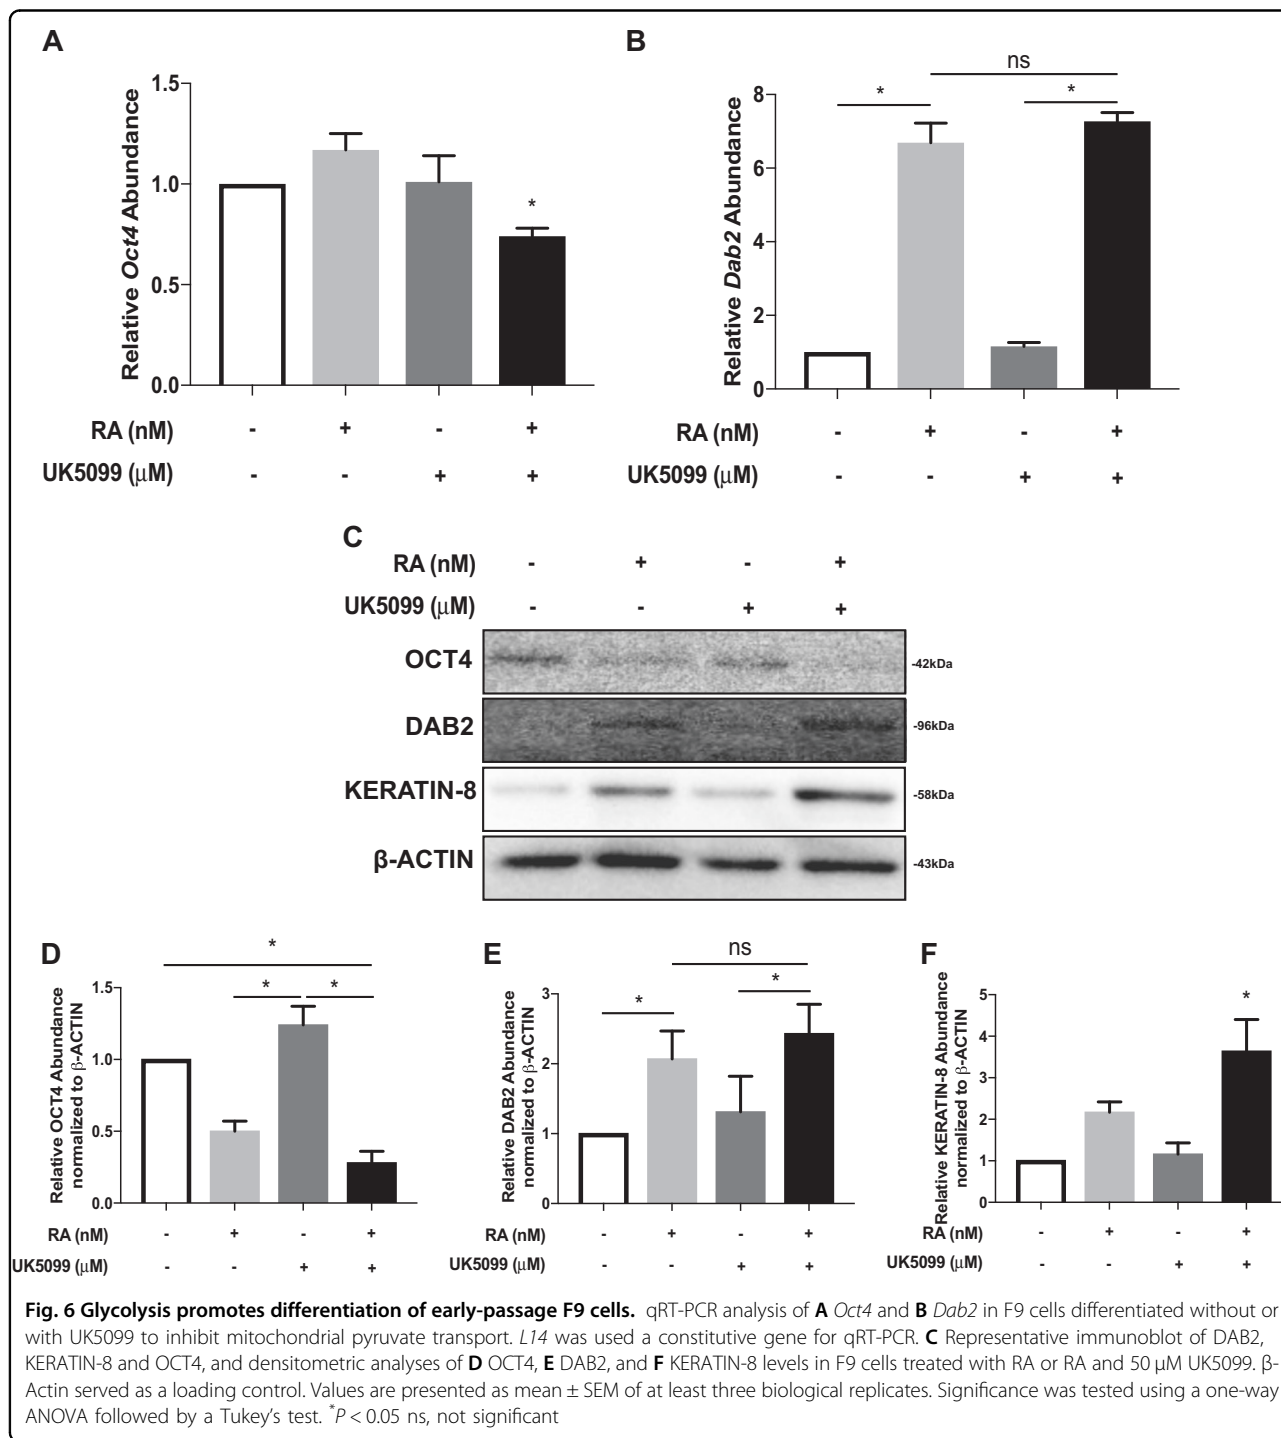 A
Relative Oct4 Abundance
1.5
1.0
0.5
0.0
*
RA (nM) - + - +
UK5099 (μM) - - + +
B
Relative Dab2 Abundance
8
6
4
2
0
ns
* *
RA (nM) - + - +
UK5099 (μM) - - + +
C
RA (nM) - + - +
UK5099 (μM) - - + +
OCT4 -42kDa
DAB2 -96kDa
KERATIN-8 -58kDa
β-ACTIN -43kDa
D
Relative OCT4 Abundance
normalized to β-ACTIN
1.5
1.0
0.5
0.0
*
* *
RA (nM) - + - +
UK5099 (μM) - - + +
E
Relative DAB2 Abundance
normalized to β-ACTIN
3
2
1
0
ns
* *
RA (nM) - + - +
UK5099 (μM) - - + +
F
Relative KERATIN-8 Abundance
normalized to β-ACTIN
5
4
3
2
1
0
*
RA (nM) - + - +
UK5099 (μM) - - + +
Fig. 6 Glycolysis promotes differentiation of early-passage F9 cells. qRT-PCR analysis of A Oct4 and B Dab2 in F9 cells differentiated without or
with UK5099 to inhibit mitochondrial pyruvate transport. L14 was used a constitutive gene for qRT-PCR. C Representative immunoblot of DAB2,
KERATIN-8 and OCT4, and densitometric analyses of D OCT4, E DAB2, and F KERATIN-8 levels in F9 cells treated with RA or RA and 50 μM UK5099. β-
Actin served as a loading control. Values are presented as mean ± SEM of at least three biological replicates. Significance was tested using a one-way
ANOVA followed by a Tukey's test. *P < 0.05 ns, not significant